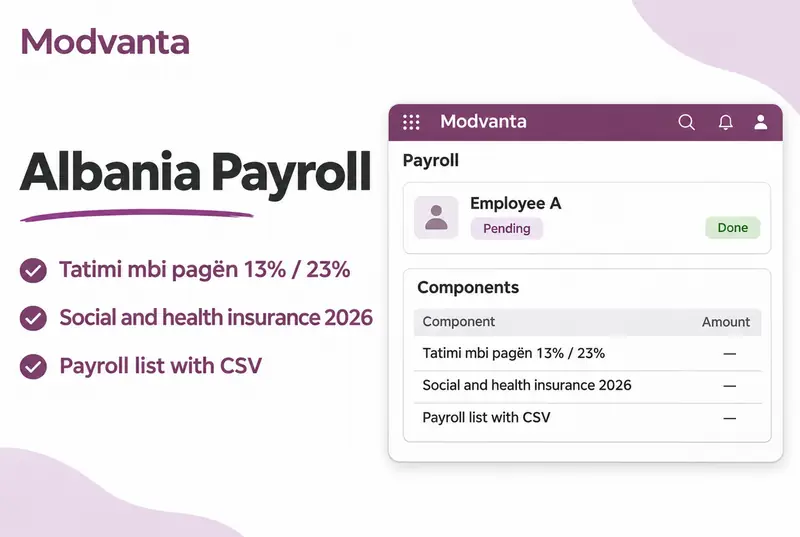 Modvanta
Albania Payroll
Tatimi mbi pagën 13% / 23%
Social and health insurance 2026
Payroll list with CSV
Modvanta
Payroll
Employee A
Pending
Done
Components
Component Amount
Tatimi mbi pagën 13% / 23% —
Social and health insurance 2026 —
Payroll list with CSV —